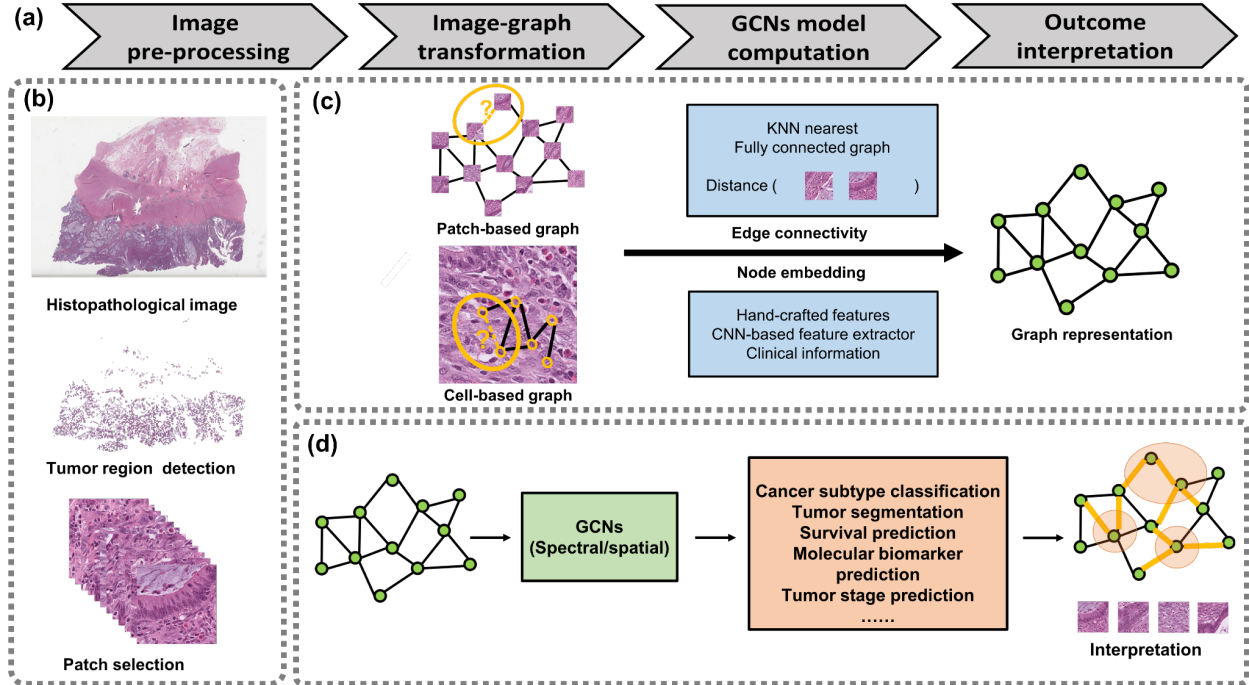 (a)
Image
pre-processing
Image-graph
transformation
GCNs model
computation
Outcome
interpretation
(b)
Histopathological image
Tumor region detection
Patch selection
(c)
?
Patch-based graph
?
Cell-based graph
KNN nearest
Fully connected graph
Distance ( )
Edge connectivity
Node embedding
Hand-crafted features
CNN-based feature extractor
Clinical information
Graph representation
(d)
GCNs
(Spectral/spatial)
Cancer subtype classification
Tumor segmentation
Survival prediction
Molecular biomarker
prediction
Tumor stage prediction
......
Interpretation